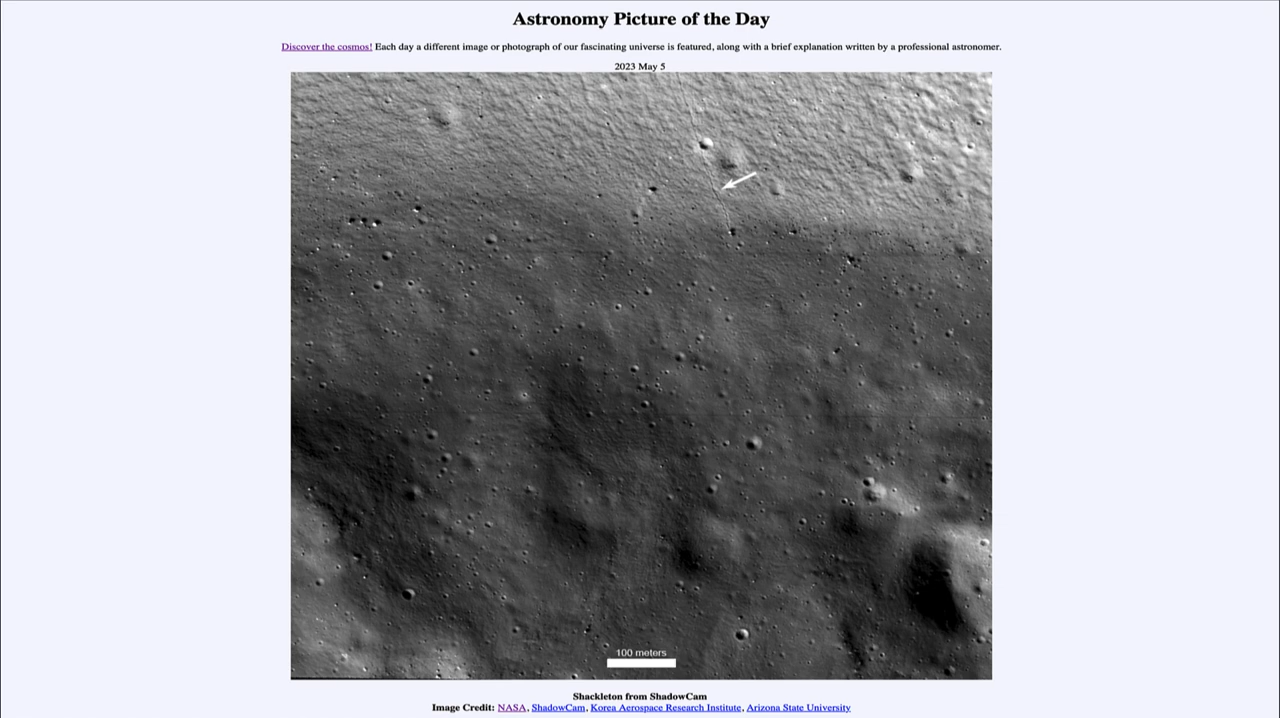 Astronomy Picture of the Day
Discover the cosmos! Each day a different image or photograph of our fascinating universe is featured, along with a brief explanation written by a professional astronomer.
2023 May 5
100 meters
Shackleton from ShadowCam
Image Credit: NASA, ShadowCam, Korea Aerospace Research Institute, Arizona State University